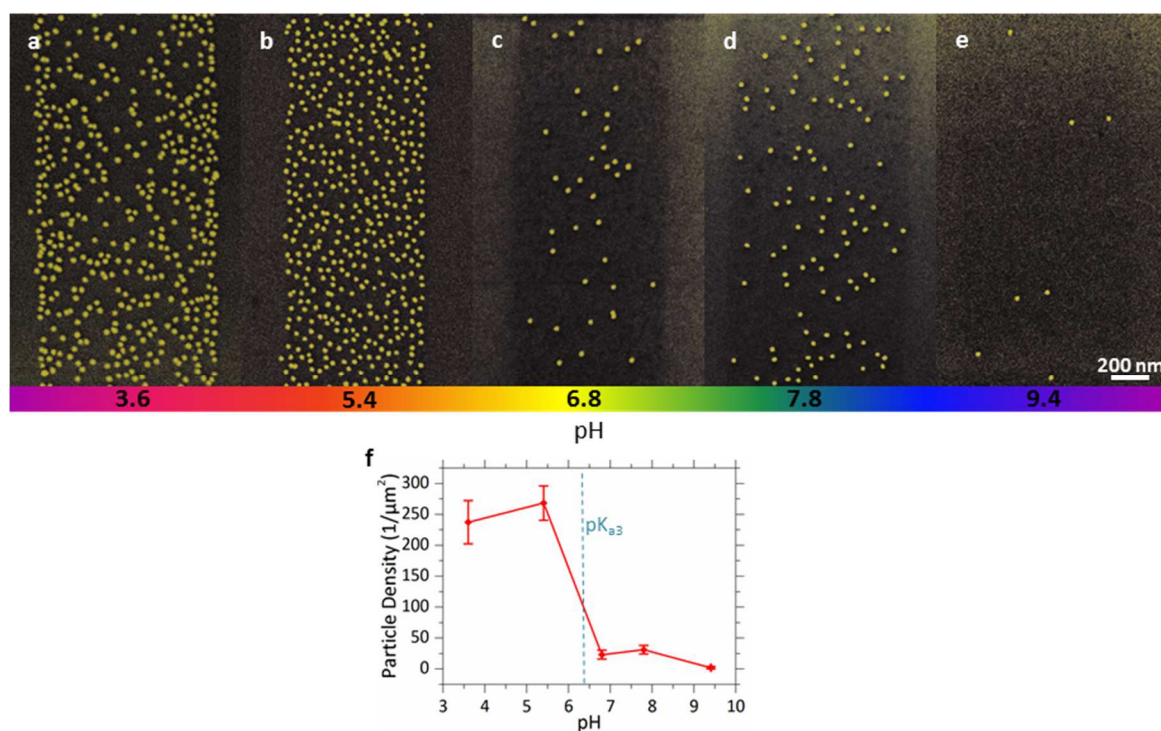 a b c d e
200 nm
3.6 5.4 6.8 7.8 9.4
pH
f
300
250
200
150
100
50
0
Particle Density (1/μm²)
pKₐ₃
3 4 5 6 7 8 9 10
pH